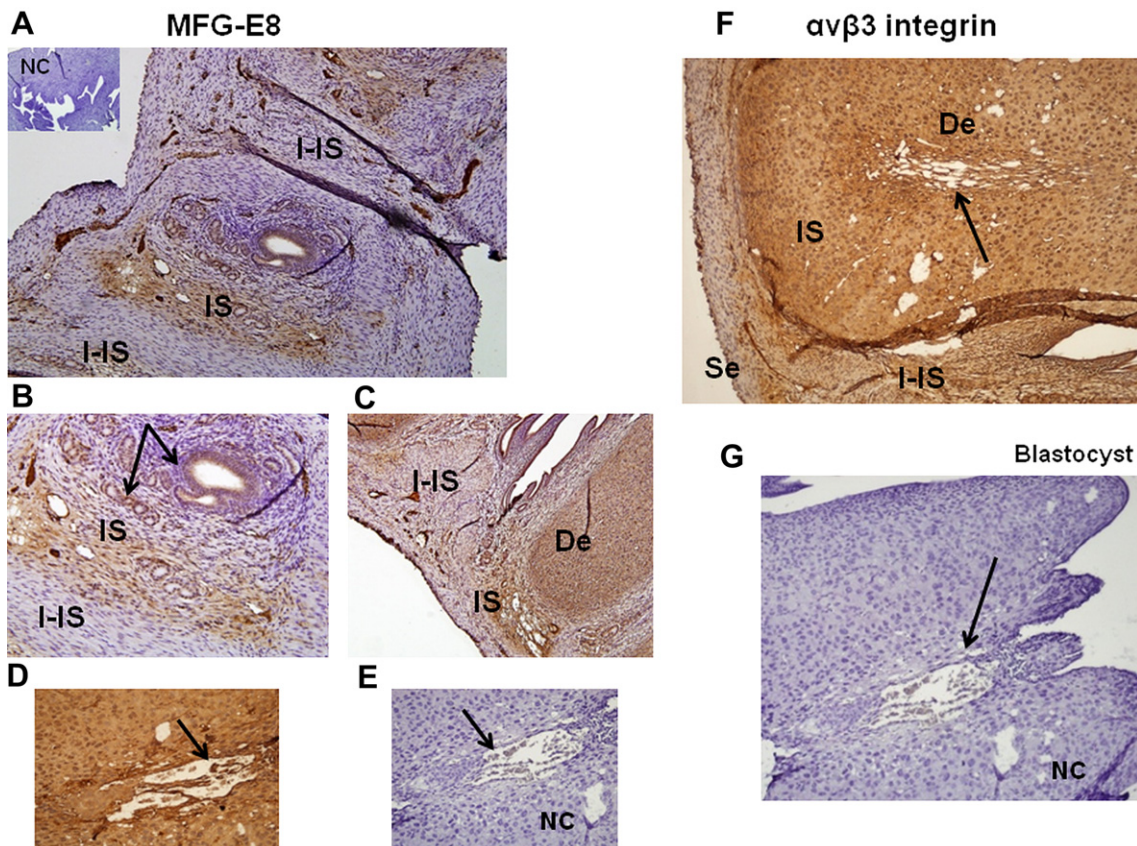 A
MFG-E8
NC
I-IS
IS
I-IS
B
IS
I-IS
C
I-IS
De
IS
D
E
NC
F
αvβ3 integrin
De
IS
Se
I-IS
G
Blastocyst
NC